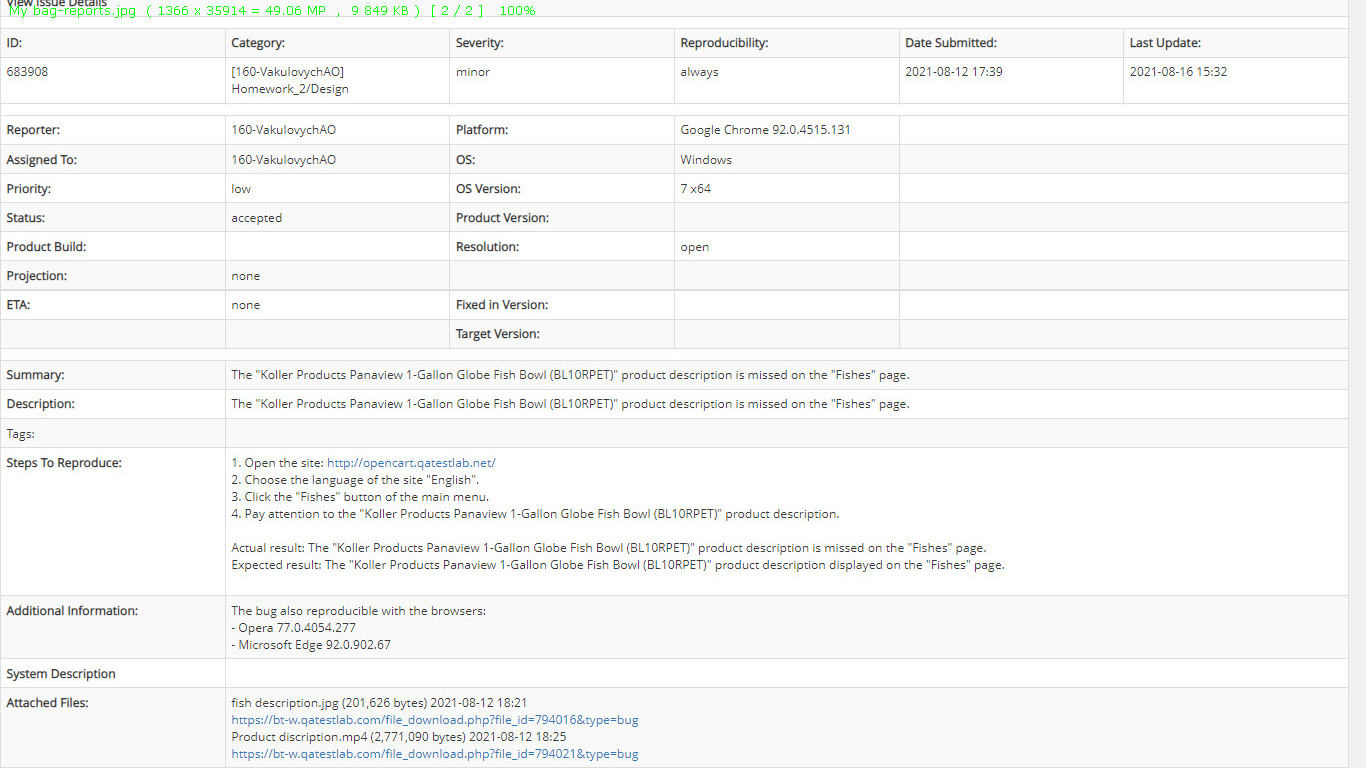 View Issue Details
My bag-reports.jpg ( 1366 x 35914 = 49.06 MP , 9 849 KB ) [ 2 / 2 ] 100%
ID: Category: Severity: Reproducibility: Date Submitted: Last Update:
683908 [160-VakulovychAO] minor always 2021-08-12 17:39 2021-08-16 15:32
Homework_2/Design
Reporter: 160-VakulovychAO Platform: Google Chrome 92.0.4515.131
Assigned To: 160-VakulovychAO OS: Windows
Priority: low OS Version: 7 x64
Status: accepted Product Version:
Product Build: Resolution: open
Projection: none
ETA: none Fixed in Version:
Target Version:
Summary: The "Koller Products Panaview 1-Gallon Globe Fish Bowl (BL10RPET)" product description is missed on the "Fishes" page.
Description: The "Koller Products Panaview 1-Gallon Globe Fish Bowl (BL10RPET)" product description is missed on the "Fishes" page.
Tags:
Steps To Reproduce: 1. Open the site: http://opencart.qatestlab.net/
2. Choose the language of the site "English".
3. Click the "Fishes" button of the main menu.
4. Pay attention to the "Koller Products Panaview 1-Gallon Globe Fish Bowl (BL10RPET)" product description.
Actual result: The "Koller Products Panaview 1-Gallon Globe Fish Bowl (BL10RPET)" product description is missed on the "Fishes" page.
Expected result: The "Koller Products Panaview 1-Gallon Globe Fish Bowl (BL10RPET)" product description displayed on the "Fishes" page.
Additional Information: The bug also reproducible with the browsers:
- Opera 77.0.4054.277
- Microsoft Edge 92.0.902.67
System Description
Attached Files: fish description.jpg (201,626 bytes) 2021-08-12 18:21
https://bt-w.qatestlab.com/file_download.php?file_id=794016&type=bug
Product discription.mp4 (2,771,090 bytes) 2021-08-12 18:25
https://bt-w.qatestlab.com/file_download.php?file_id=794021&type=bug